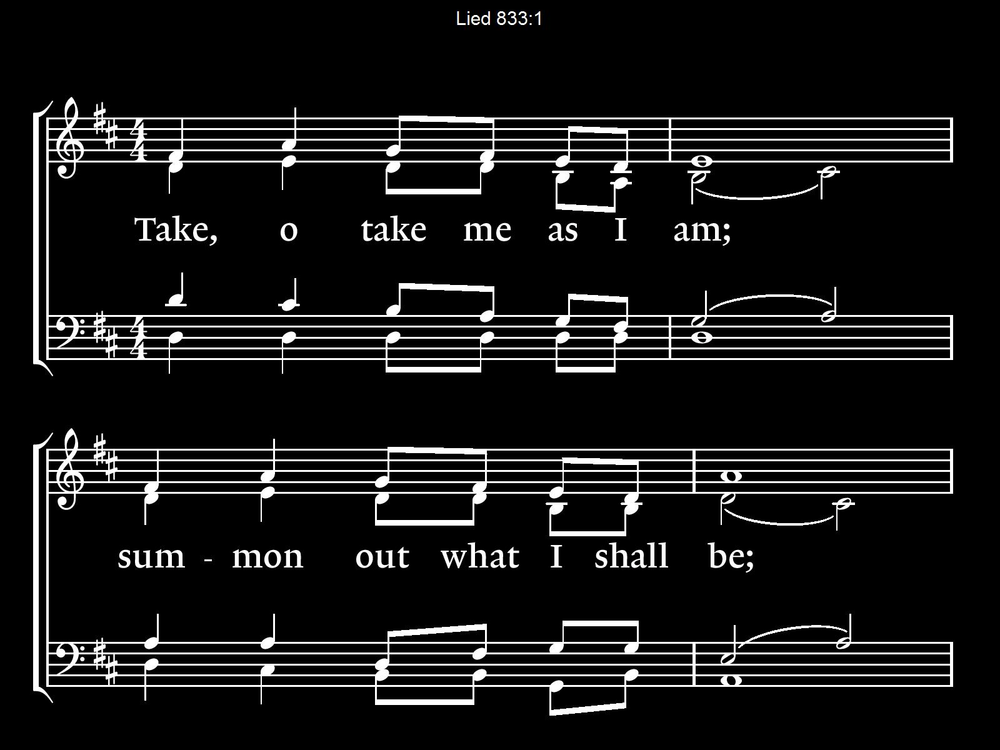 Lied 833:1
Take, o take me as I am;
sum - mon out what I shall be;